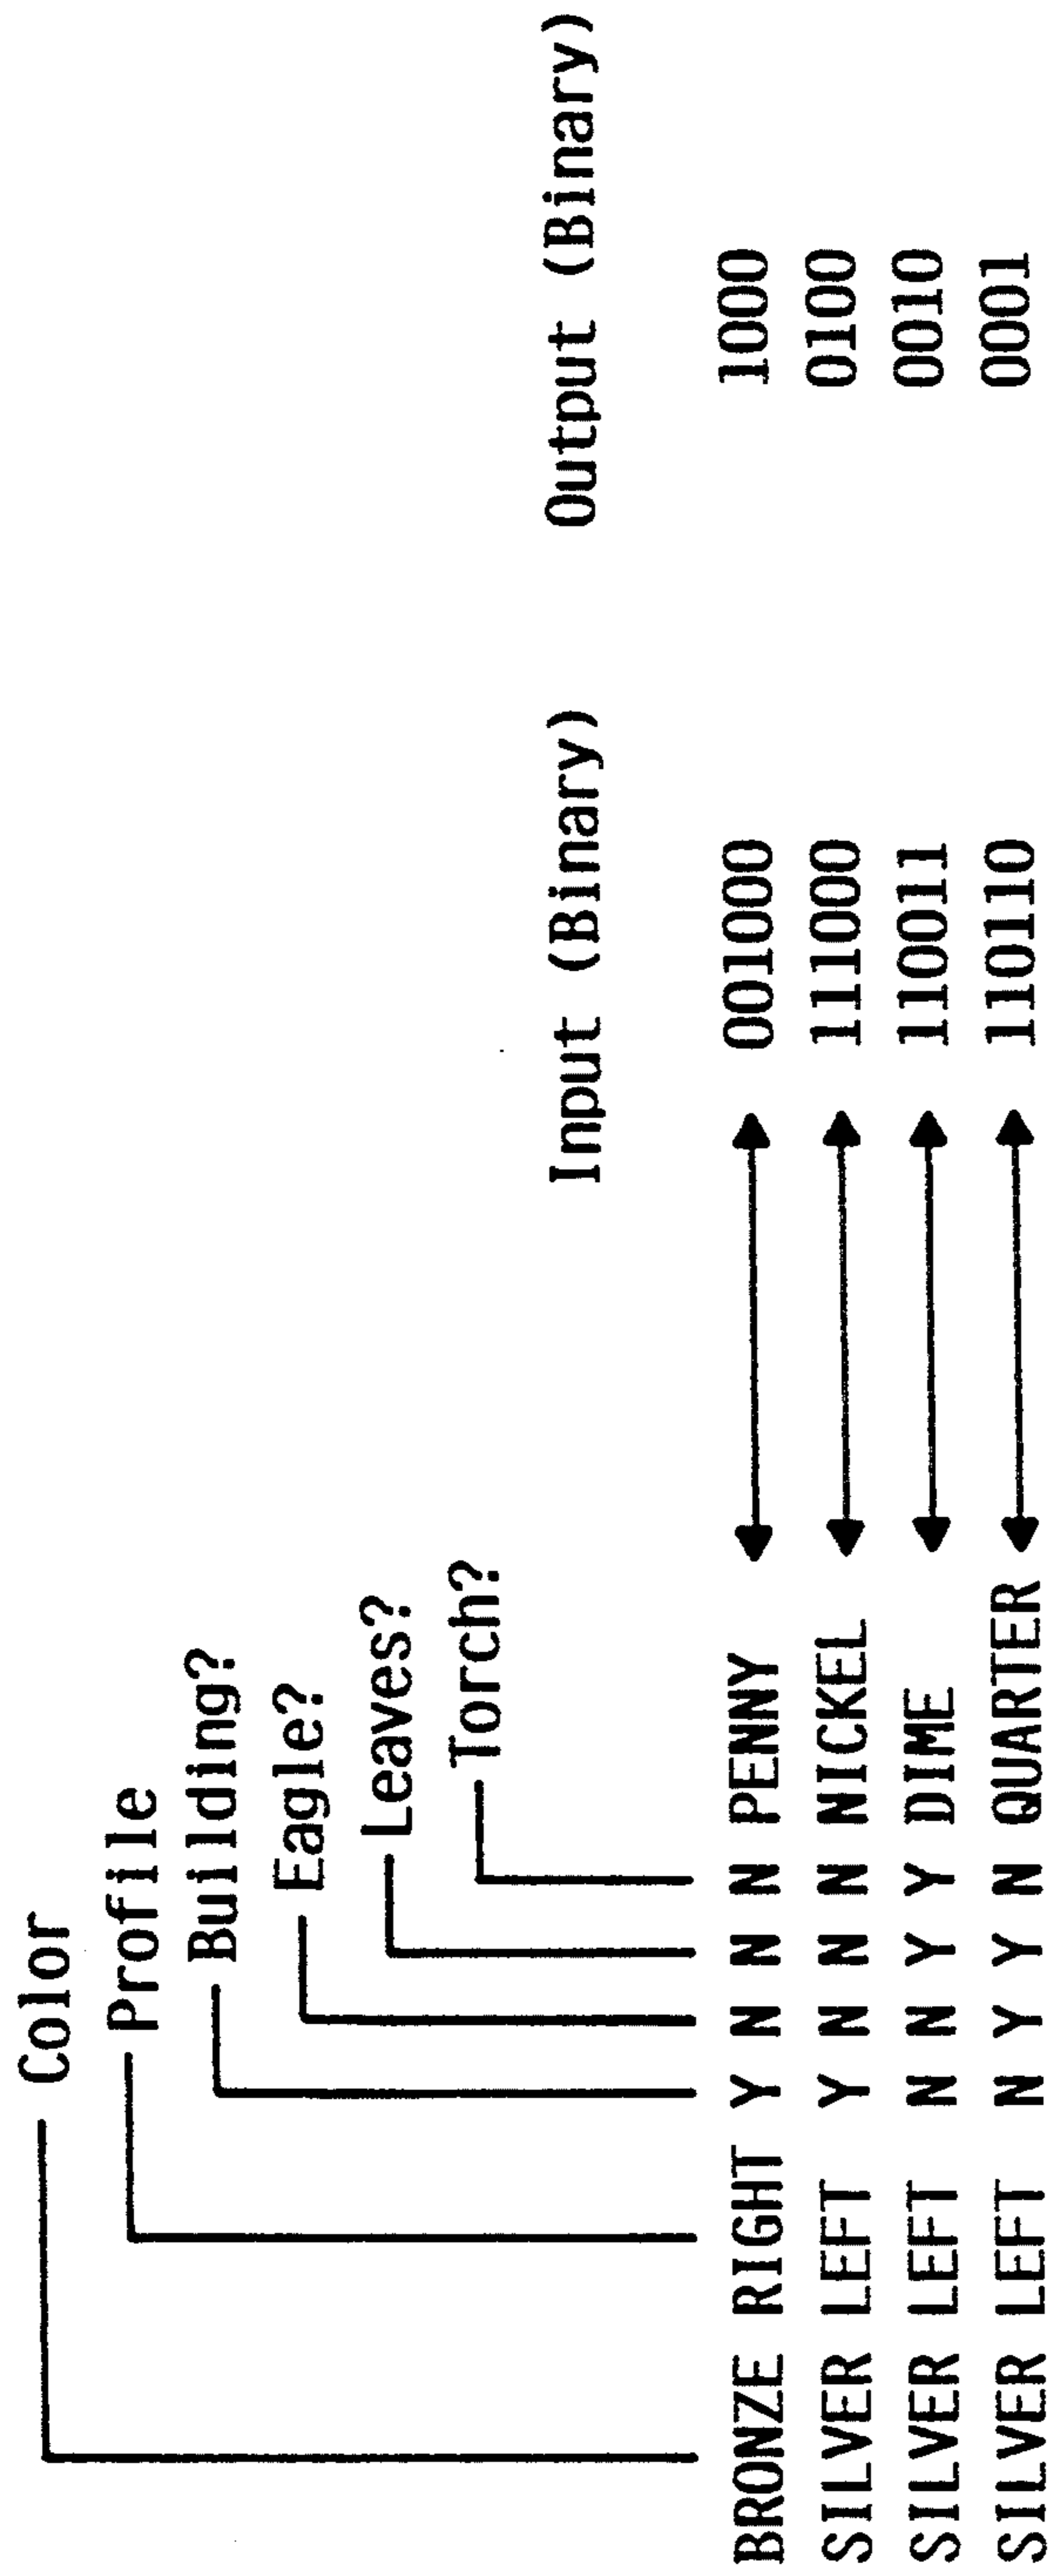 Color
Profile
Building?
Eagle?
Leaves?
Torch?
Input (Binary) Output (Binary)
BRONZE RIGHT Y N N N PENNY 001000 1000
SILVER LEFT Y N N N NICKEL 111000 0100
SILVER LEFT N N Y Y DIME 110011 0010
SILVER LEFT N Y Y N QUARTER 110110 0001